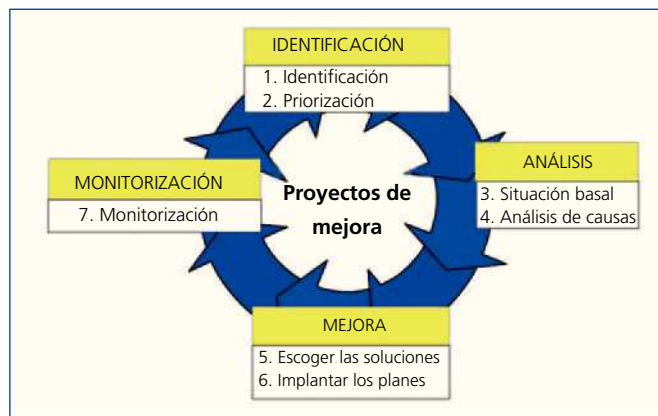 IDENTIFICACIÓN
1. Identificación
2. Priorización
ANÁLISIS
3. Situación basal
4. Análisis de causas
MEJORA
5. Escoger las soluciones
6. Implantar los planes
MONITORIZACIÓN
7. Monitorización
Proyectos de
mejora